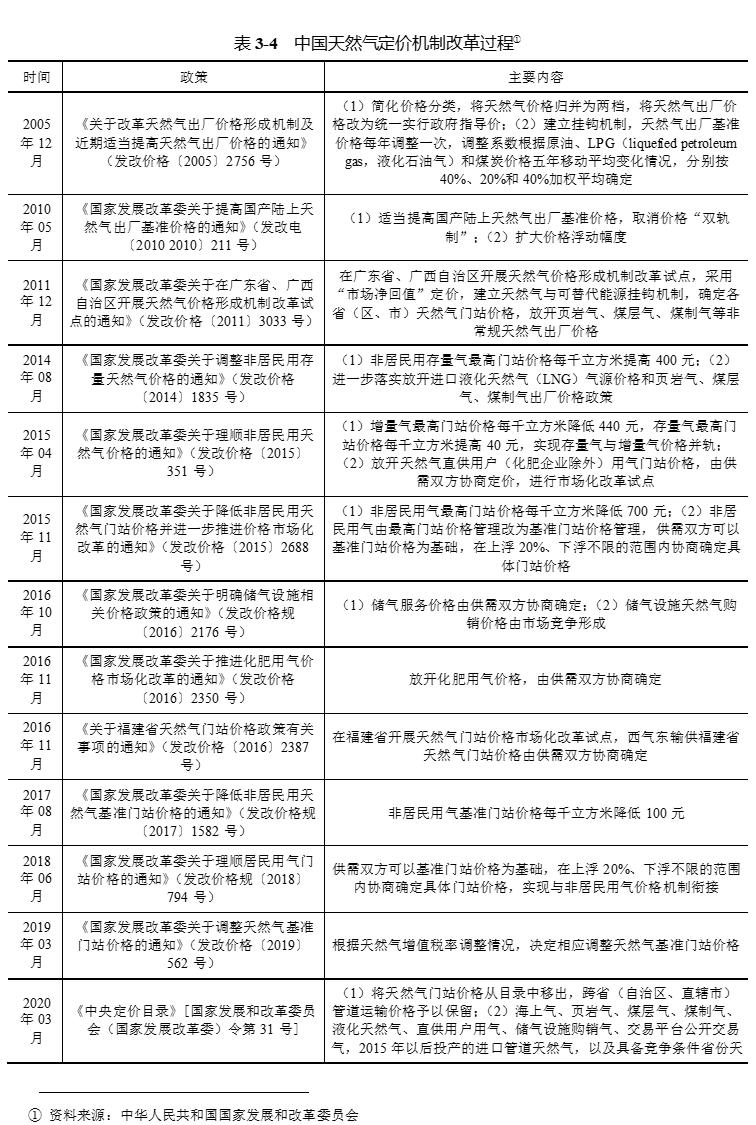 表 3-4 中国天然气定价机制改革过程①
时间 政策 主要内容
2005
年 12
月
《关于改革天然气出厂价格形成机制及
近期适当提高天然气出厂价格的通知》
（发改价格〔2005〕2756 号）
（1）简化价格分类，将天然气价格归并为两档，将天然气出厂价
格改为统一实行政府指导价；（2）建立挂钩机制，天然气出厂基准
价格每年调整一次，调整系数根据原油、LPG（liquefied petroleum
gas，液化石油气）和煤炭价格五年移动平均变化情况，分别按
40%、20%和 40%加权平均确定
2010
年 05
月
《国家发展改革委关于提高国产陆上天
然气出厂基准价格的通知》（发改电
〔2010 2010〕211 号）
（1）适当提高国产陆上天然气出厂基准价格，取消价格“双轨
制”；（2）扩大价格浮动幅度
2011
年 12
月
《国家发展改革委关于在广东省、广西
自治区开展天然气价格形成机制改革试
点的通知》（发改价格〔2011〕3033 号）
在广东省、广西自治区开展天然气价格形成机制改革试点，采用
“市场净回值”定价，建立天然气与可替代能源挂钩机制，确定各
省（区、市）天然气门站价格，放开页岩气、煤层气、煤制气等非
常规天然气出厂价格
2014
年 08
月
《国家发展改革委关于调整非居民用存
量天然气价格的通知》（发改价格
〔2014〕1835 号）
（1）非居民用存量气最高门站价格每千立方米提高 400 元；（2）
进一步落实放开进口液化天然气（LNG）气源价格和页岩气、煤层
气、煤制气出厂价格政策
2015
年 04
月
《国家发展改革委关于理顺非居民用天
然气价格的通知》（发改价格〔2015〕
351 号）
（1）增量气最高门站价格每千立方米降低 440 元，存量气最高门
站价格每千立方米提高 40 元，实现存量气与增量气价格并轨；
（2）放开天然气直供用户（化肥企业除外）用气门站价格，由供
需双方协商定价，进行市场化改革试点
2015
年 11
月
《国家发展改革委关于降低非居民用天
然气门站价格并进一步推进价格市场化
改革的通知》（发改价格〔2015〕2688
号）
（1）非居民用气最高门站价格每千立方米降低 700 元；（2）非居
民用气由最高门站价格管理改为基准门站价格管理，供需双方可以
基准门站价格为基础，在上浮 20%、下浮不限的范围内协商确定具
体门站价格
2016
年 10
月
《国家发展改革委关于明确储气设施相
关价格政策的通知》（发改价格规
〔2016〕2176 号）
（1）储气服务价格由供需双方协商确定；（2）储气设施天然气购
销价格由市场竞争形成
2016
年 11
月
《国家发展改革委关于推进化肥用气价
格市场化改革的通知》（发改价格
〔2016〕2350 号）
放开化肥用气价格，由供需双方协商确定
2016
年 11
月
《关于福建省天然气门站价格政策有关
事项的通知》（发改价格〔2016〕2387
号）
在福建省开展天然气门站价格市场化改革试点，西气东输供福建省
天然气门站价格由供需双方协商确定
2017
年 08
月
《国家发展改革委关于降低非居民用天
然气基准门站价格的通知》（发改价格规
〔2017〕1582 号）
非居民用气基准门站价格每千立方米降低 100 元
2018
年 06
月
《国家发展改革委关于理顺居民用气门
站价格的通知》（发改价格规〔2018〕
794 号）
供需双方可以基准门站价格为基础，在上浮 20%、下浮不限的范围
内协商确定具体门站价格，实现与非居民用气价格机制衔接
2019
年 03
月
《国家发展改革委关于调整天然气基准
门站价格的通知》（发改价格〔2019〕
562 号）
根据天然气增值税率调整情况，决定相应调整天然气基准门站价格
2020
年 03
月
《中央定价目录》[国家发展和改革委员
会（国家发展改革委）令第 31 号]
（1）将天然气门站价格从目录中移出，跨省（自治区、直辖市）
管道运输价格予以保留；（2）海上气、页岩气、煤层气、煤制气、
液化天然气、直供用户用气、储气设施购销气、交易平台公开交易
气，2015 年以后投产的进口管道天然气，以及具备竞争条件省份天
① 资料来源：中华人民共和国国家发展和改革委员会